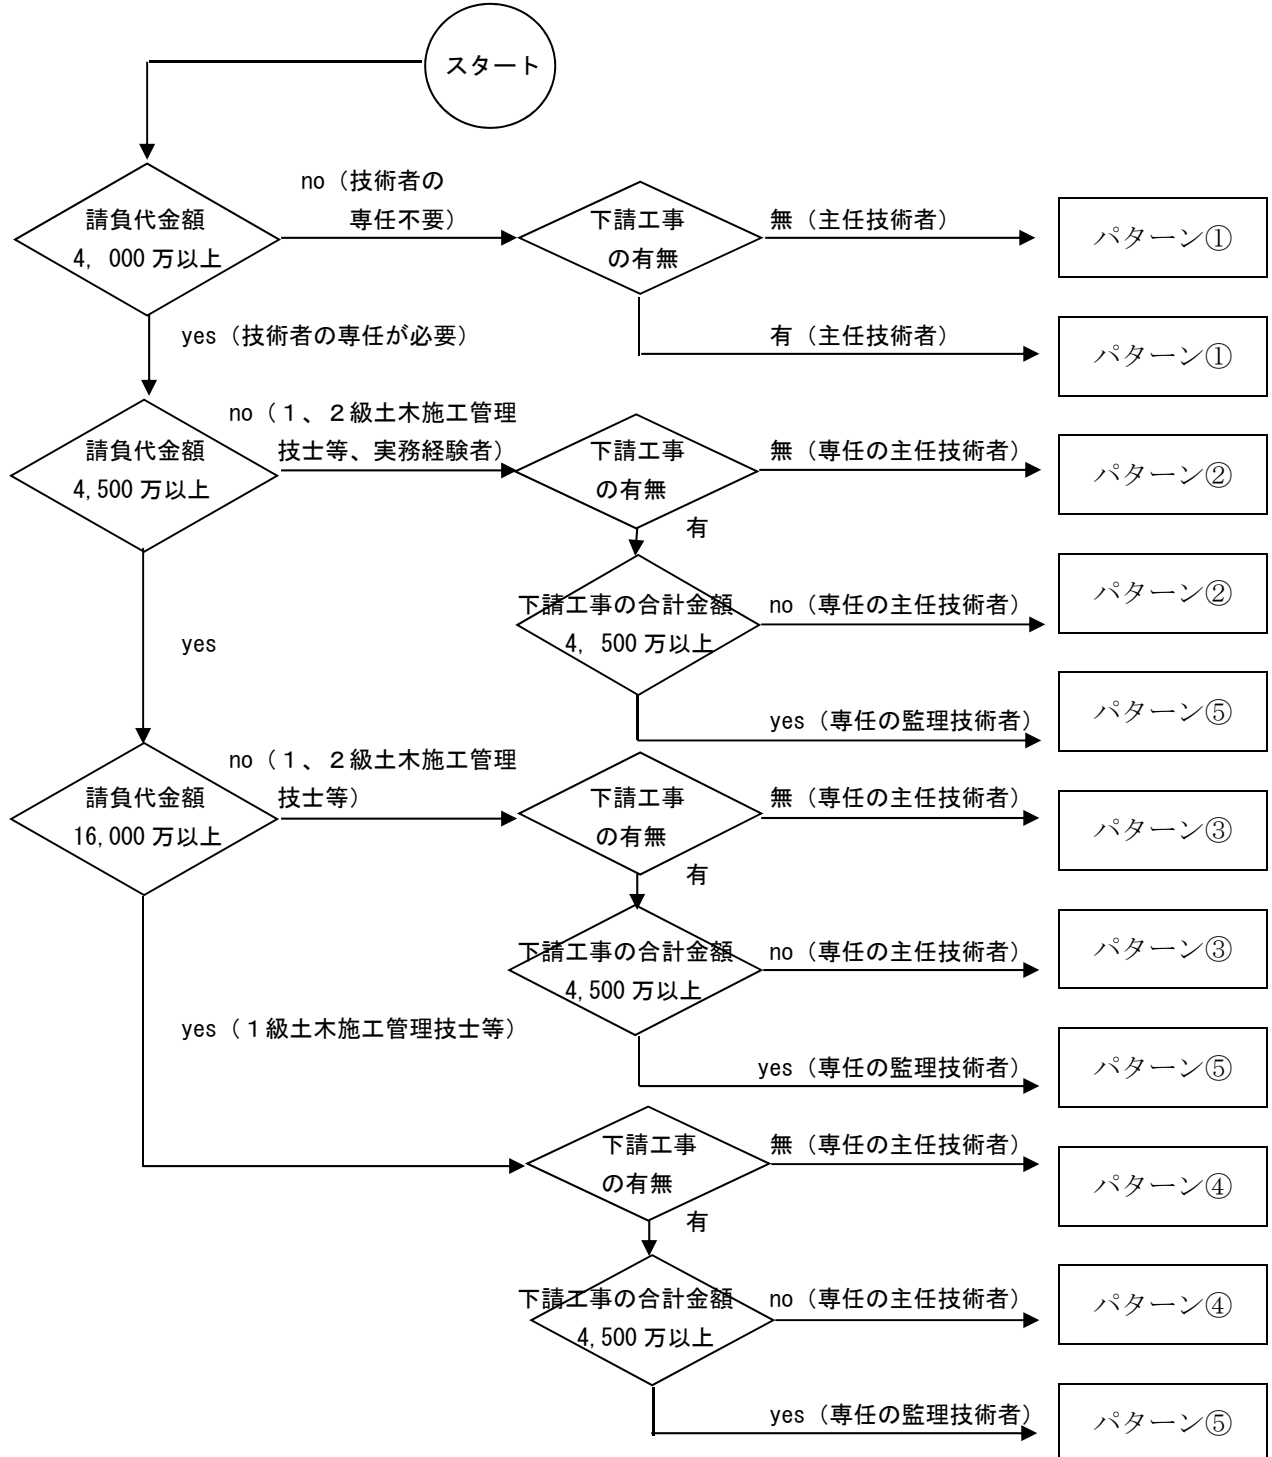 スタート
no（技術者の
専任不要）
請負代金額
4, 000 万以上
下請工事
の有無
無（主任技術者）
パターン①
yes（技術者の専任が必要）
有（主任技術者）
パターン①
no（１、２級土木施工管理
技士等、実務経験者）
請負代金額
4,500 万以上
下請工事
の有無
無（専任の主任技術者）
パターン②
有
下請工事の合計金額
4, 500 万以上
no（専任の主任技術者）
パターン②
yes
yes（専任の監理技術者）
パターン⑤
no（１、２級土木施工管理
技士等）
請負代金額
16,000 万以上
下請工事
の有無
無（専任の主任技術者）
パターン③
有
下請工事の合計金額
4,500 万以上
no（専任の主任技術者）
パターン③
yes（１級土木施工管理技士等）
yes（専任の監理技術者）
パターン⑤
下請工事
の有無
無（専任の主任技術者）
パターン④
有
下請工事の合計金額
4,500 万以上
no（専任の主任技術者）
パターン④
yes（専任の監理技術者）
パターン⑤